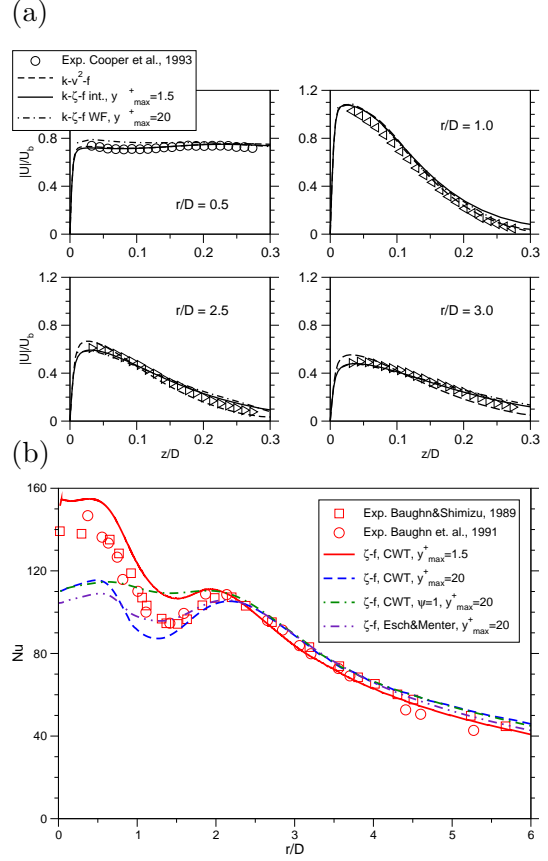 (a)
Exp. Cooper et al., 1993
k-v²-f
k-ζ-f int., y⁺max=1.5
k-ζ-f WF, y⁺max=20
1.2
0.8
0.4
0
|U|/U_b
r/D = 0.5
0 0.1 0.2 0.3
1.2
0.8
0.4
0
r/D = 1.0
0 0.1 0.2 0.3
1.2
0.8
0.4
0
|U|/U_b
r/D = 2.5
0 0.1 0.2 0.3
z/D
1.2
0.8
0.4
0
r/D = 3.0
0 0.1 0.2 0.3
z/D
(b)
160
120
80
40
0
Nu
Exp. Baughn&Shimizu, 1989
Exp. Baughn et. al., 1991
ζ-f, CWT, y⁺max=1.5
ζ-f, CWT, y⁺max=20
ζ-f, CWT, ψ=1, y⁺max=20
ζ-f, Esch&Menter, y⁺max=20
0 1 2 3 4 5 6
r/D